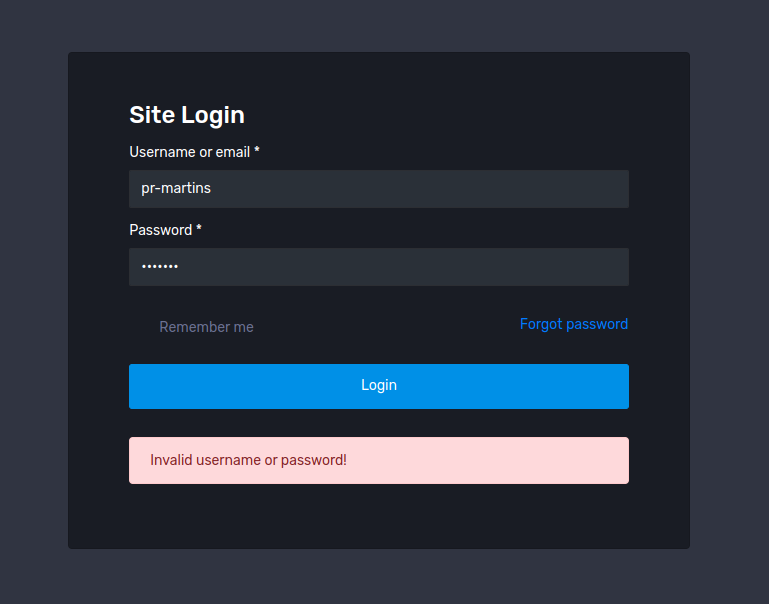 Site Login
Username or email *
pr-martins
Password *
•••••••
Remember me
Forgot password
Login
Invalid username or password!